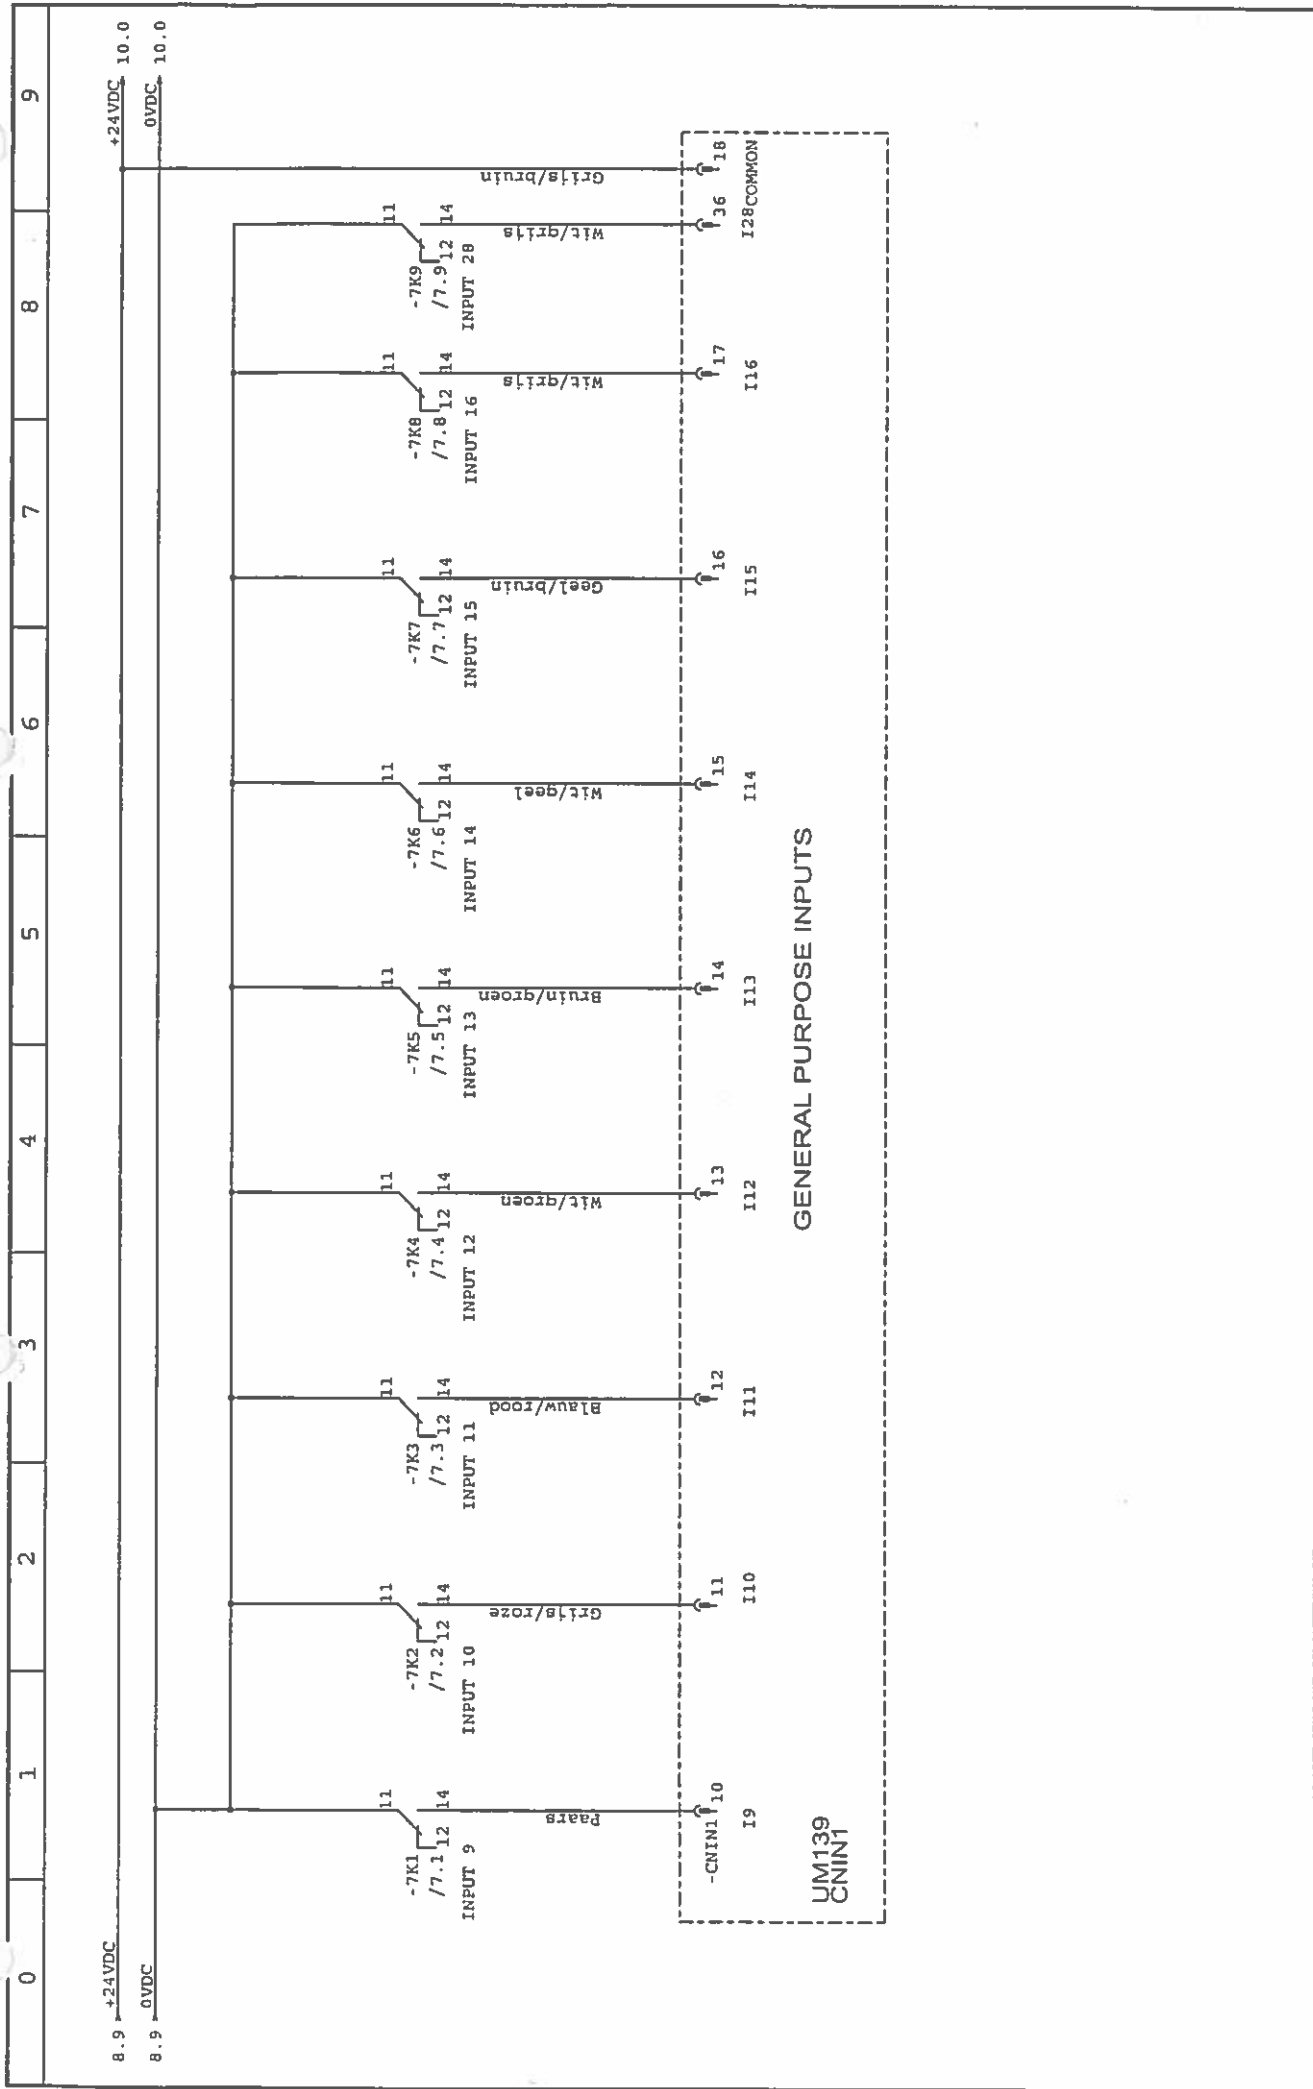 0 1 2 3 4 5 6 7 8 9
8.9 +24VDC +24VDC 10.0
8.9 0VDC 0VDC 10.0
11 11 11 11 11 11 11 11 11
-7K1 -7K2 -7K3 -7K4 -7K5 -7K6 -7K7 -7K8 -7K9
/7.1 /7.2 /7.3 /7.4 /7.5 /7.6 /7.7 /7.8 /7.9
12 14 12 14 12 14 12 14 12 14 12 14 12 14 12 14 12 14
INPUT 9 INPUT 10 INPUT 11 INPUT 12 INPUT 13 INPUT 14 INPUT 15 INPUT 16 INPUT 28
Paars Grijs/roze Blauw/rood Wit/groen Bruin/groen Wit/geel Geel/bruin Wit/grijs Wit/grijs Grijs/bruin
-CNIN1 10 11 12 13 14 15 16 17 36 18
I9 I10 I11 I12 I13 I14 I15 I16 I28 COMMON
GENERAL PURPOSE INPUTS
UM139
CNIN1